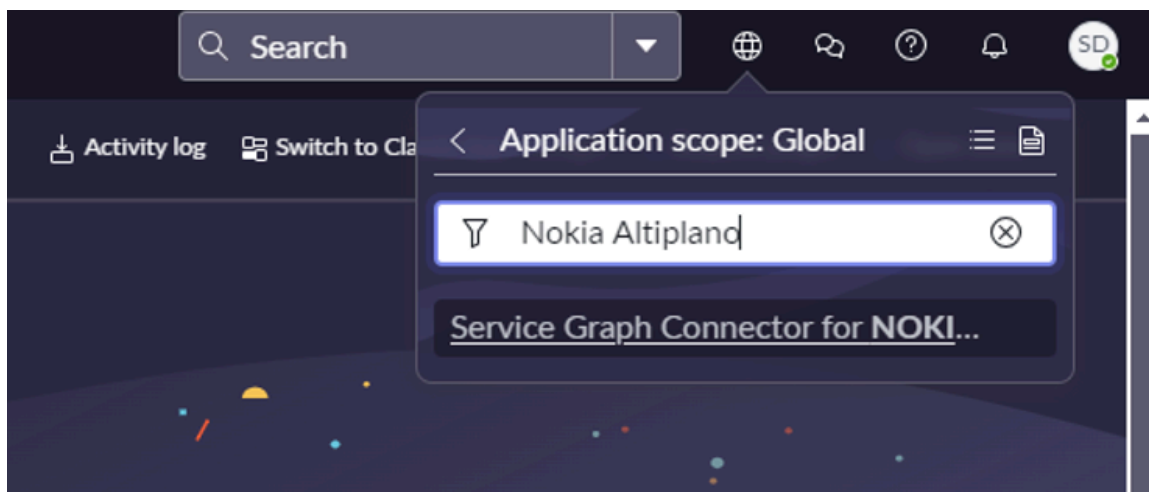 Search
SD
Activity log
Switch to Cla
Application scope: Global
Nokia Altiplano
Service Graph Connector for NOKI...